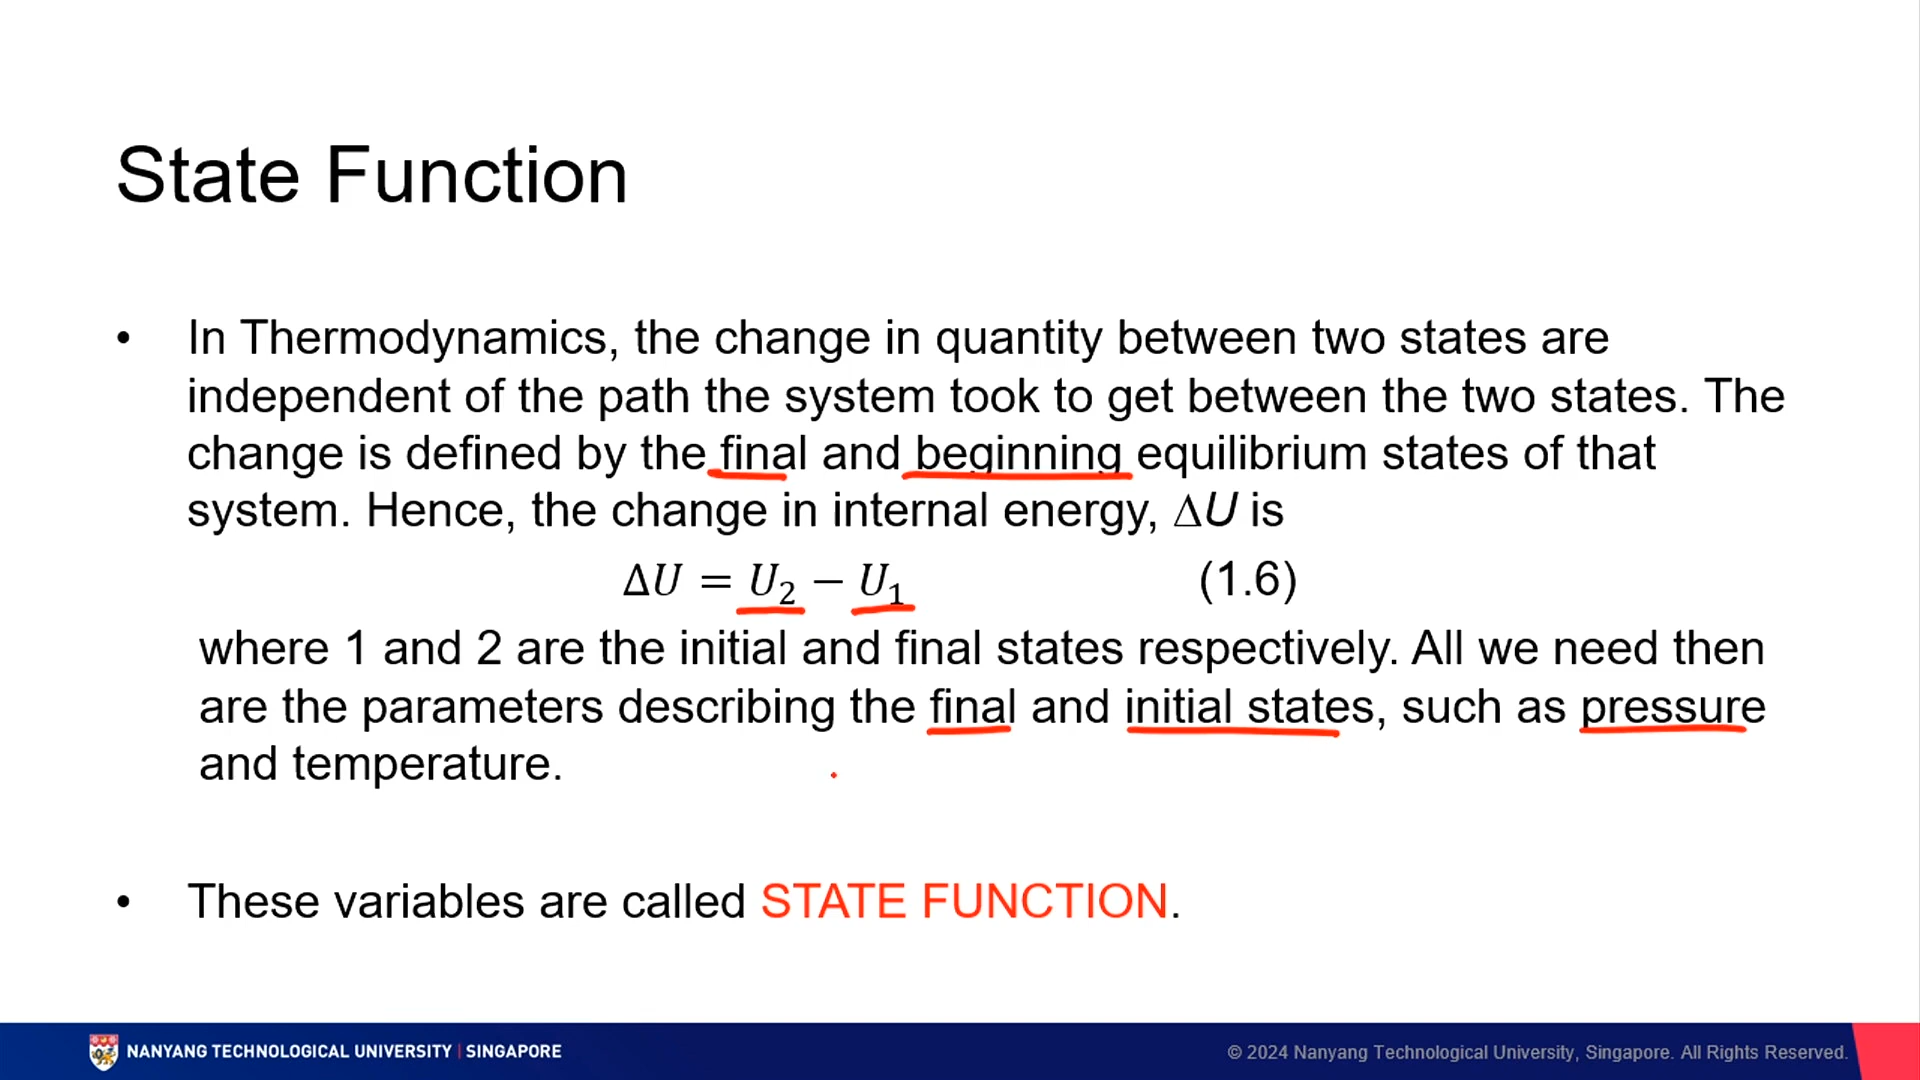 State Function
• In Thermodynamics, the change in quantity between two states are
independent of the path the system took to get between the two states. The
change is defined by the final and beginning equilibrium states of that
system. Hence, the change in internal energy, ΔU is
ΔU = U₂ − U₁ (1.6)
where 1 and 2 are the initial and final states respectively. All we need then
are the parameters describing the final and initial states, such as pressure
and temperature.
• These variables are called STATE FUNCTION.
NANYANG TECHNOLOGICAL UNIVERSITY | SINGAPORE
© 2024 Nanyang Technological University, Singapore. All Rights Reserved.